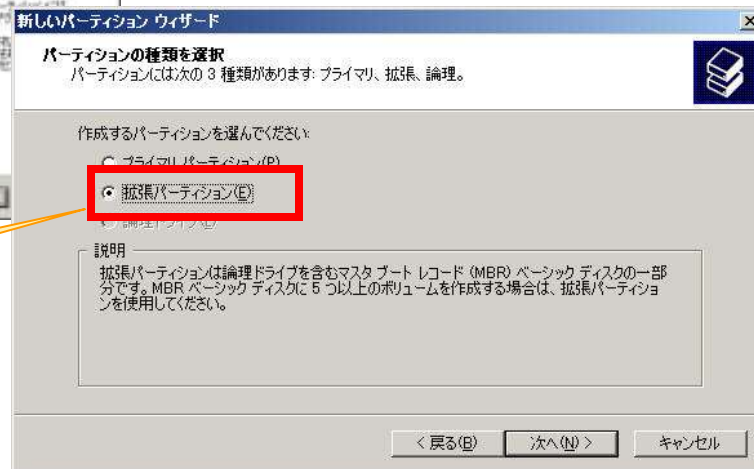 新しいパーティション ウィザード
パーティションの種類を選択
パーティションには次の 3 種類があります: プライマリ、拡張、論理。
作成するパーティションを選んでください:
プライマリ パーティション(P)
拡張パーティション(E)
論理ドライブ(L)
説明
拡張パーティションは論理ドライブを含むマスタ ブート レコード (MBR) ベーシック ディスクの一部
分です。MBR ベーシック ディスクに 5 つ以上のボリュームを作成する場合は、拡張パーティショ
ンを使用してください。
< 戻る(B)
次へ(N) >
キャンセル